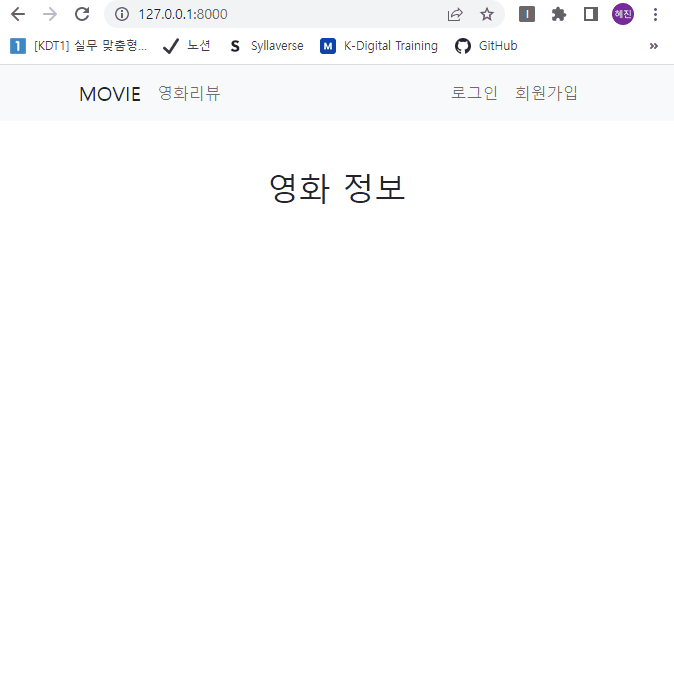 127.0.0.1:8000
혜진
[KDT1] 실무 맞춤형... 노션 S Syllaverse M K-Digital Training GitHub »
MOVIE 영화리뷰 로그인 회원가입
영화 정보